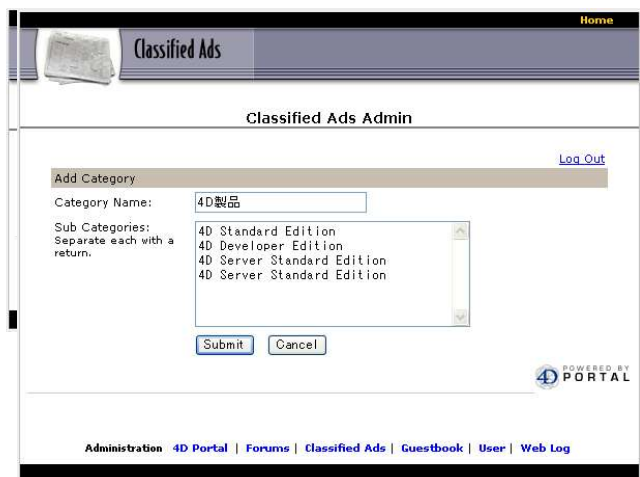 Home
Classified Ads
Classified Ads Admin
Log Out
Add Category
Category Name: 4D製品
Sub Categories:
Separate each with a
return.
4D Standard Edition
4D Developer Edition
4D Server Standard Edition
4D Server Standard Edition
Submit Cancel
4D POWERED BY
PORTAL
Administration 4D Portal | Forums | Classified Ads | Guestbook | User | Web Log